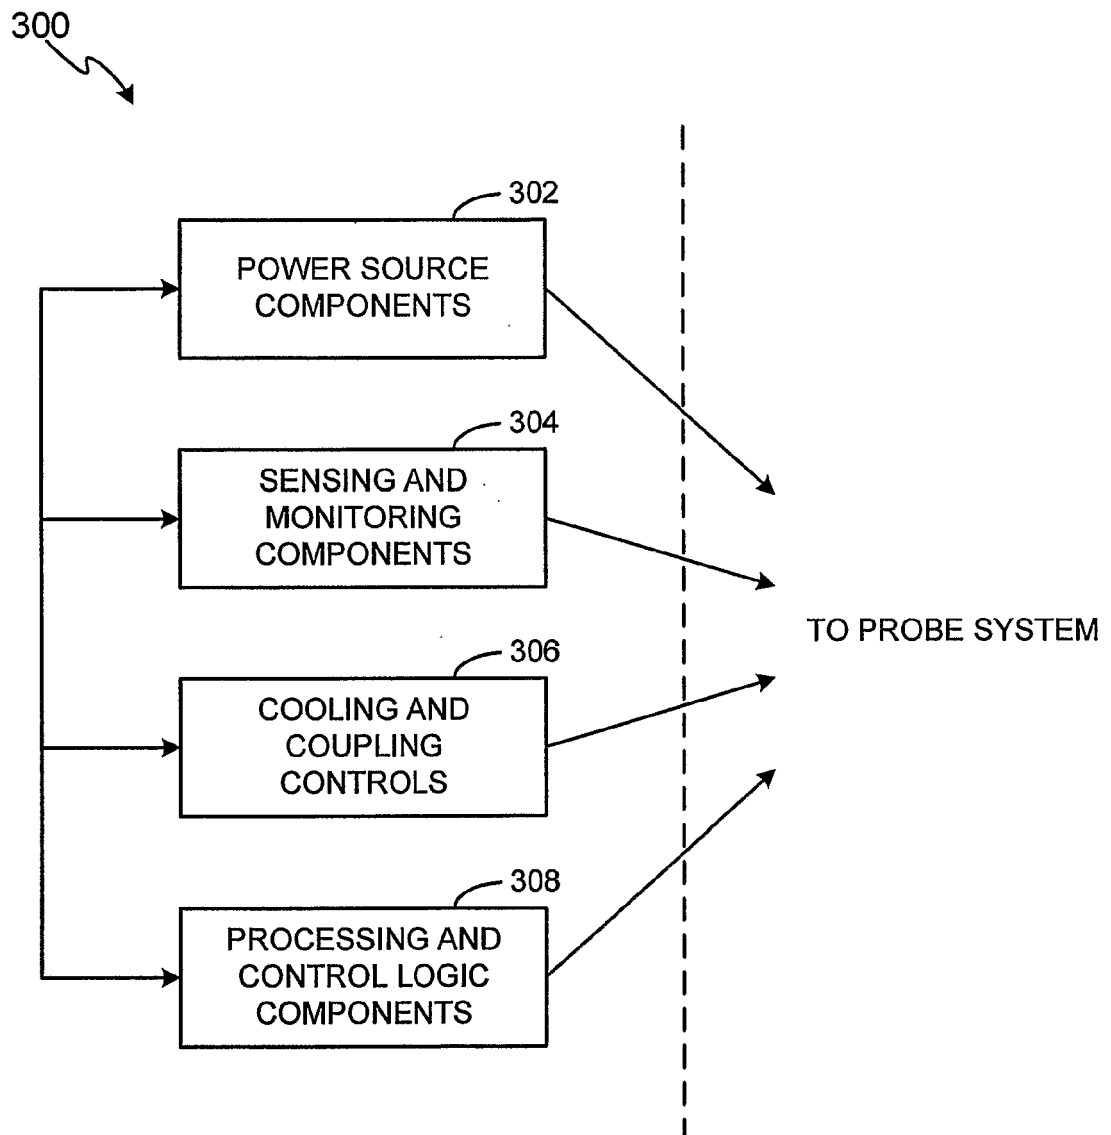 300
302
POWER SOURCE
COMPONENTS
304
SENSING AND
MONITORING
COMPONENTS
TO PROBE SYSTEM
306
COOLING AND
COUPLING
CONTROLS
308
PROCESSING AND
CONTROL LOGIC
COMPONENTS